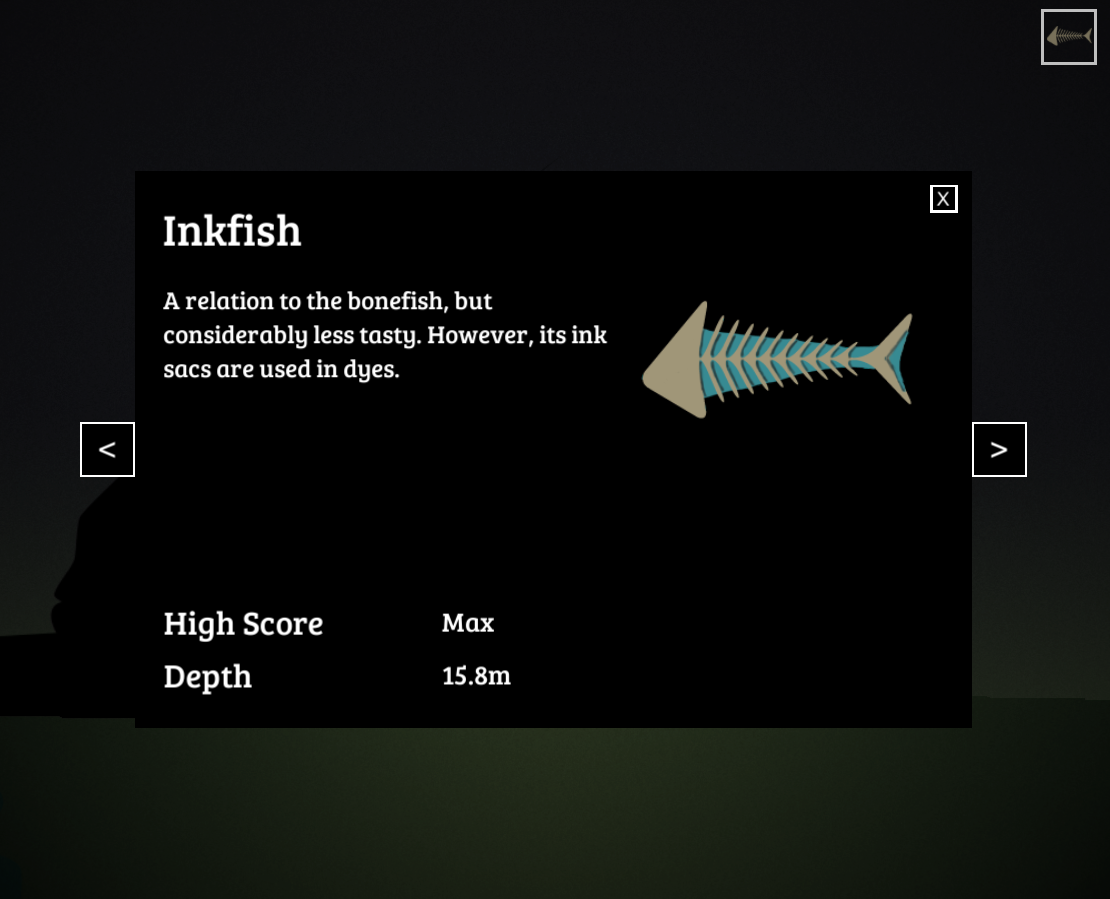 X
Inkfish
A relation to the bonefish, but
considerably less tasty. However, its ink
sacs are used in dyes.
<
>
High Score
Max
Depth
15.8m